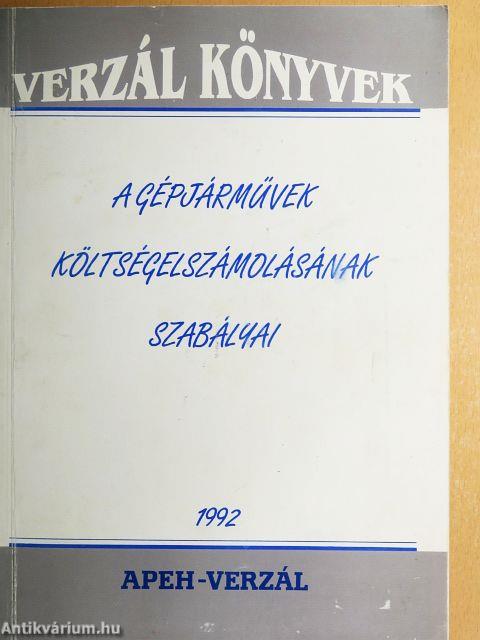 VERZÁL KÖNYVEK
A GÉPJÁRMŰVEK
KÖLTSÉGELSZÁMOLÁSÁNAK
SZABÁLYAI
1992
APEH-VERZÁL
Antikvárium.hu